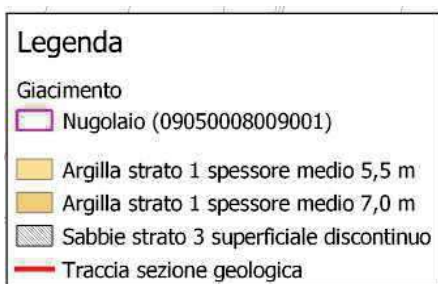 Legenda
Giacimento
Nugolaio (09050008009001)
Argilla strato 1 spessore medio 5,5 m
Argilla strato 1 spessore medio 7,0 m
Sabbie strato 3 superficiale discontinuo
Traccia sezione geologica